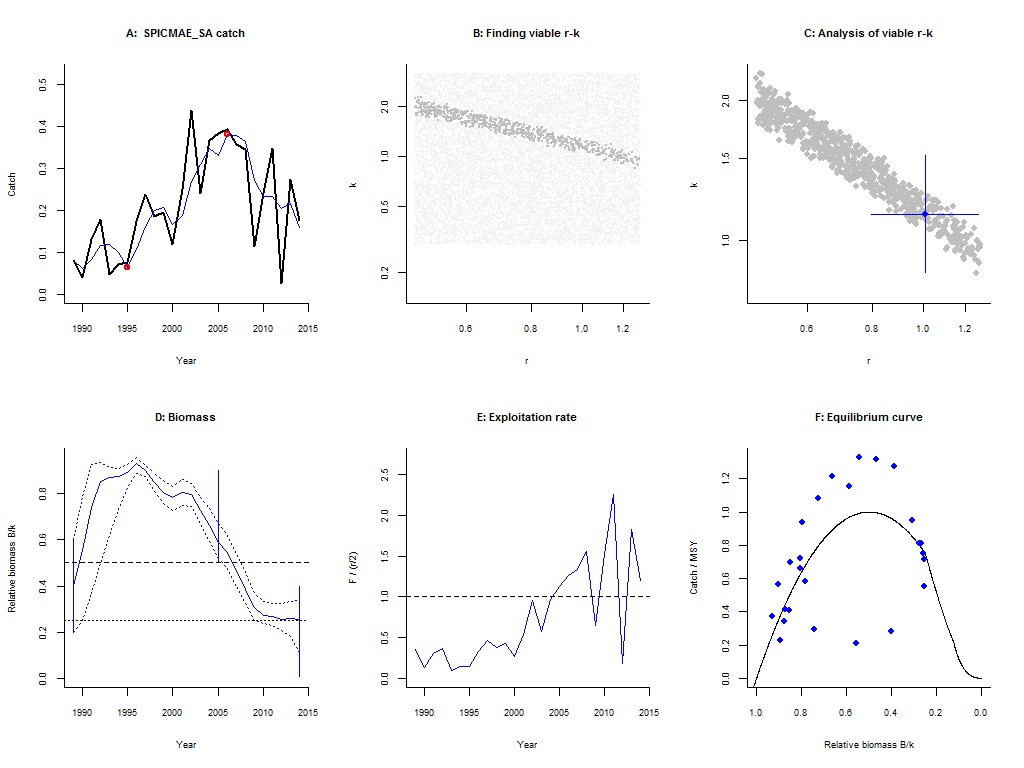 A: SPICMAE_SA catch
Catch
0.0 0.1 0.2 0.3 0.4 0.5
1990 1995 2000 2005 2010 2015
Year
B: Finding viable r-k
k
0.2 0.5 1.0 2.0
0.6 0.8 1.0 1.2
r
C: Analysis of viable r-k
k
1.0 1.5 2.0
0.6 0.8 1.0 1.2
r
D: Biomass
Relative biomass B/k
0.0 0.2 0.4 0.6 0.8
1990 1995 2000 2005 2010 2015
Year
E: Exploitation rate
F / (r/2)
0.0 0.5 1.0 1.5 2.0 2.5
1990 1995 2000 2005 2010 2015
Year
F: Equilibrium curve
Catch / MSY
0.0 0.2 0.4 0.6 0.8 1.0 1.2
1.0 0.8 0.6 0.4 0.2 0.0
Relative biomass B/k